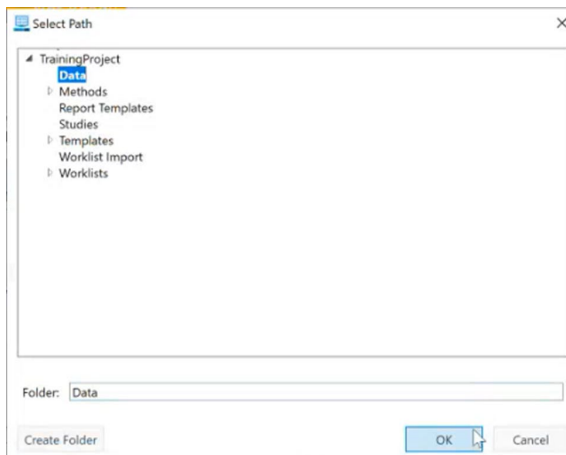 Select Path
TrainingProject
Data
Methods
Report Templates
Studies
Templates
Worklist Import
Worklists
Folder: Data
Create Folder OK Cancel